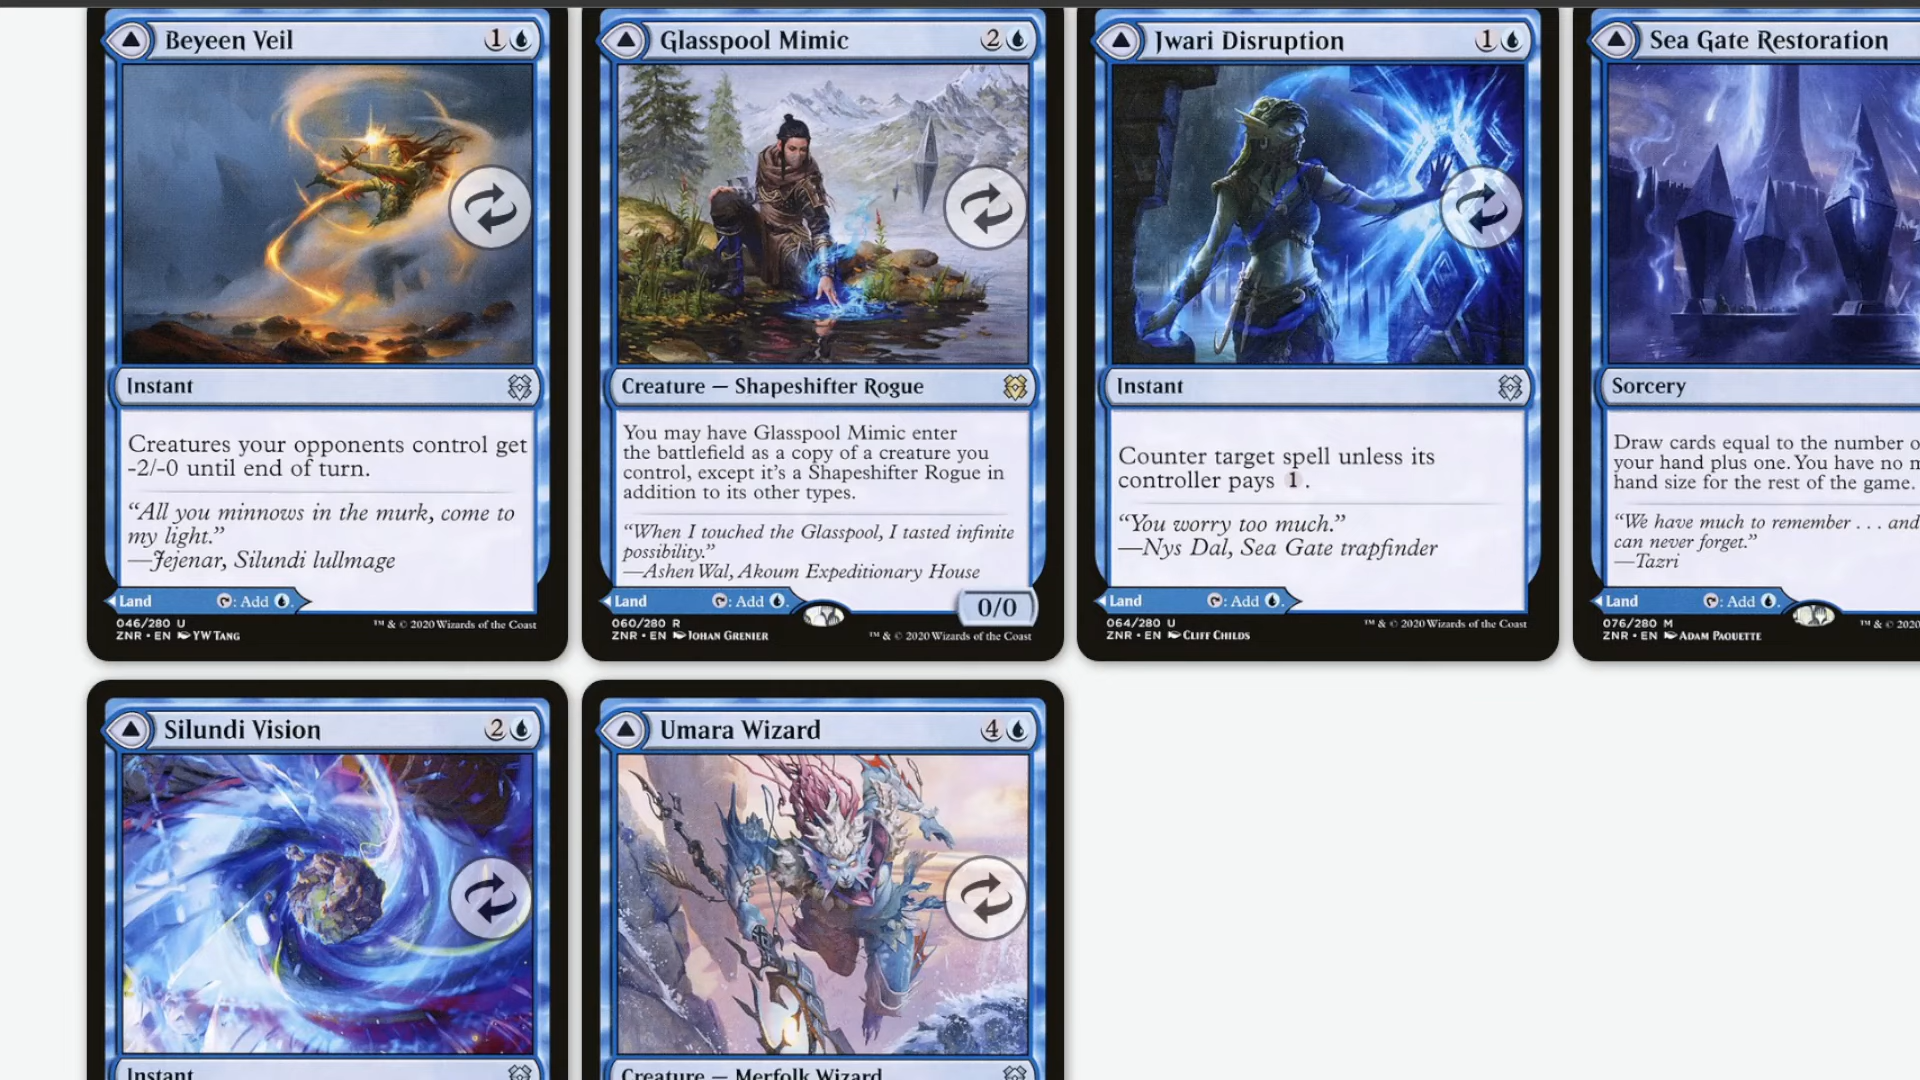 Beyeen Veil 1
Instant
Creatures your opponents control get
-2/-0 until end of turn.
“All you minnows in the murk, come to
my light.”
—Jejenar, Silundi lullmage
Land : Add .
046/280 U
ZNR • EN YW Tang
™ & © 2020 Wizards of the Coast
Glasspool Mimic 2
Creature — Shapeshifter Rogue
You may have Glasspool Mimic enter
the battlefield as a copy of a creature you
control, except it's a Shapeshifter Rogue in
addition to its other types.
“When I touched the Glasspool, I tasted infinite
possibility.”
—Ashen Wal, Akoum Expeditionary House
Land : Add .
0/0
060/280 R
ZNR • EN Johan Grenier
™ & © 2020 Wizards of the Coast
Jwari Disruption 1
Instant
Counter target spell unless its
controller pays 1.
“You worry too much.”
—Nys Dal, Sea Gate trapfinder
Land : Add .
064/280 U
ZNR • EN Cliff Childs
™ & © 2020 Wizards of the Coast
Sea Gate Restoration
Sorcery
Draw cards equal to the number o
your hand plus one. You have no m
hand size for the rest of the game.
“We have much to remember . . . and
can never forget.”
—Tazri
Land : Add .
076/280 M
ZNR • EN Adam Paquette
™ & © 2020
Silundi Vision 2
Instant
Umara Wizard 4
Creature — Merfolk Wizard